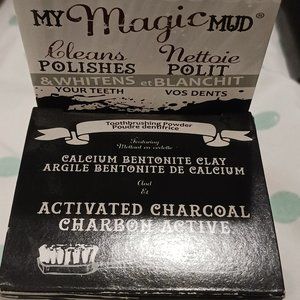 MY Magic MUD®
Cleans Nettoie
POLISHES POLIT
& WHITENS et BLANCHIT
YOUR TEETH VOS DENTS
Toothbrushing Powder
Poudre dentifrice
Featuring
Mettant en vedette
CALCIUM BENTONITE CLAY
ARGILE BENTONITE DE CALCIUM
And
Et
ACTIVATED CHARCOAL
CHARBON ACTIVE